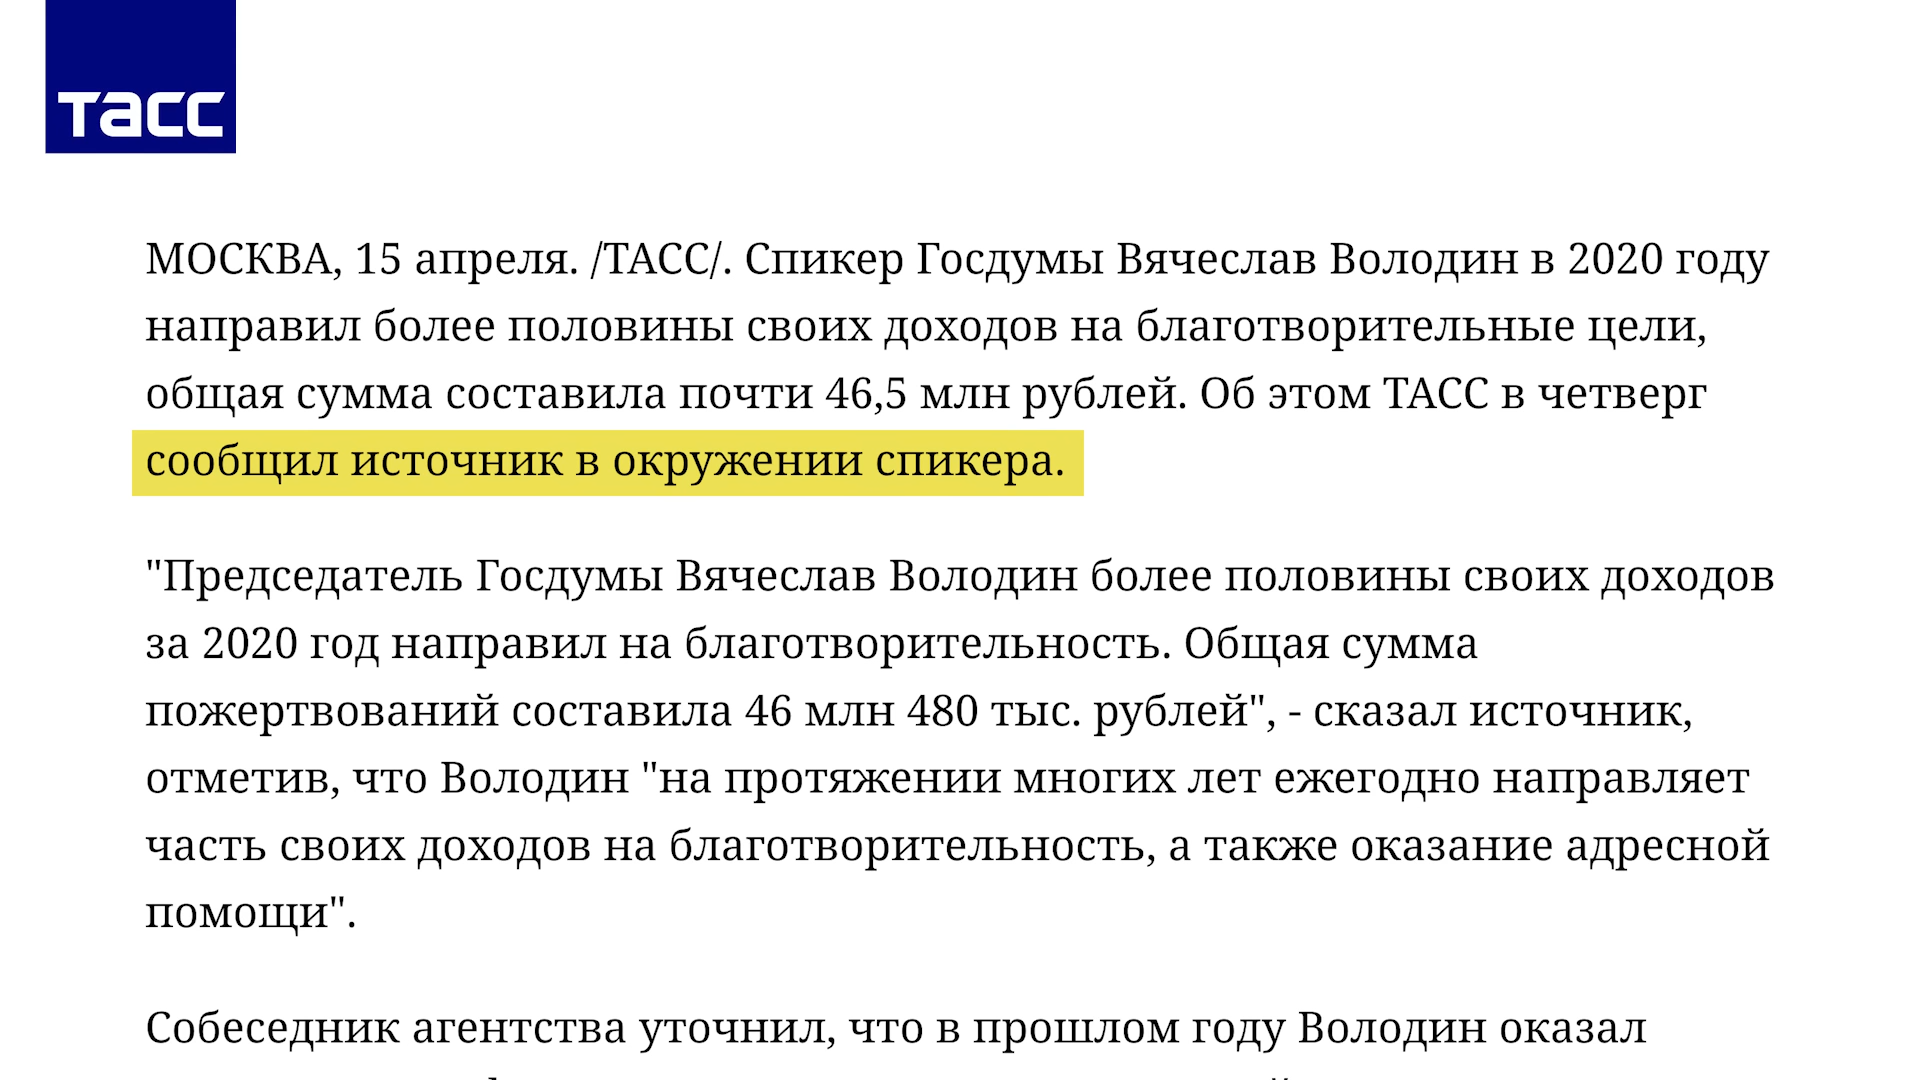 тасс
МОСКВА, 15 апреля. /ТАСС/. Спикер Госдумы Вячеслав Володин в 2020 году
направил более половины своих доходов на благотворительные цели,
общая сумма составила почти 46,5 млн рублей. Об этом ТАСС в четверг
сообщил источник в окружении спикера.
"Председатель Госдумы Вячеслав Володин более половины своих доходов
за 2020 год направил на благотворительность. Общая сумма
пожертвований составила 46 млн 480 тыс. рублей", - сказал источник,
отметив, что Володин "на протяжении многих лет ежегодно направляет
часть своих доходов на благотворительность, а также оказание адресной
помощи".
Собеседник агентства уточнил, что в прошлом году Володин оказал